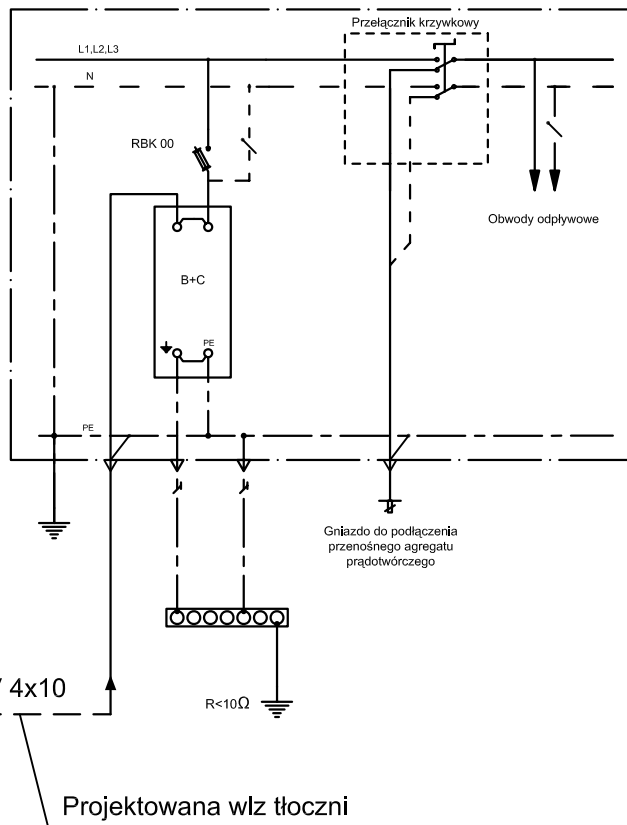 Przełącznik krzywkowy
L1,L2,L3
N
RBK 00
Obwody odpływowe
B+C
PE
PE
Gniazdo do podłączenia
przenośnego agregatu
prądotwórczego
4x10
R<10Ω
Projektowana wlz tłoczni